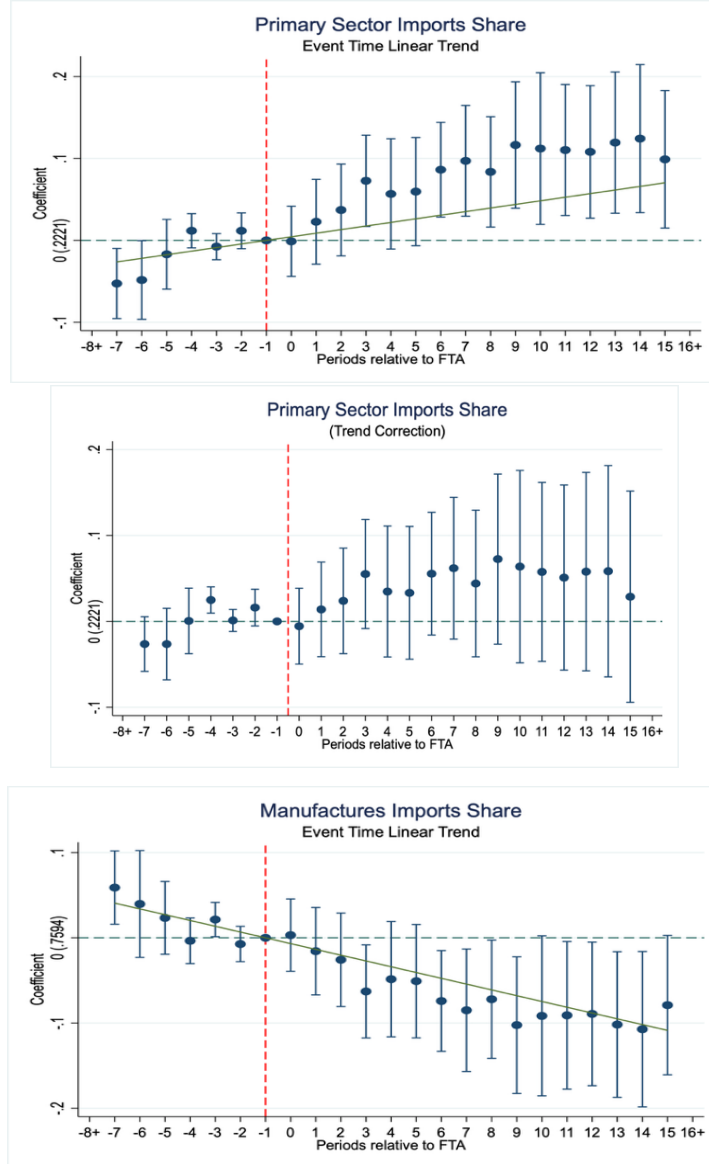 Primary Sector Imports Share
Event Time Linear Trend
Coefficient
.2
.1
0 (.2221)
-.1
-8+ -7 -6 -5 -4 -3 -2 -1 0 1 2 3 4 5 6 7 8 9 10 11 12 13 14 15 16+
Periods relative to FTA
Primary Sector Imports Share
(Trend Correction)
Coefficient
.2
.1
0 (.2221)
-.1
-8+ -7 -6 -5 -4 -3 -2 -1 0 1 2 3 4 5 6 7 8 9 10 11 12 13 14 15 16+
Periods relative to FTA
Manufactures Imports Share
Event Time Linear Trend
Coefficient
.1
0 (.7594)
-.1
-.2
-8+ -7 -6 -5 -4 -3 -2 -1 0 1 2 3 4 5 6 7 8 9 10 11 12 13 14 15 16+
Periods relative to FTA